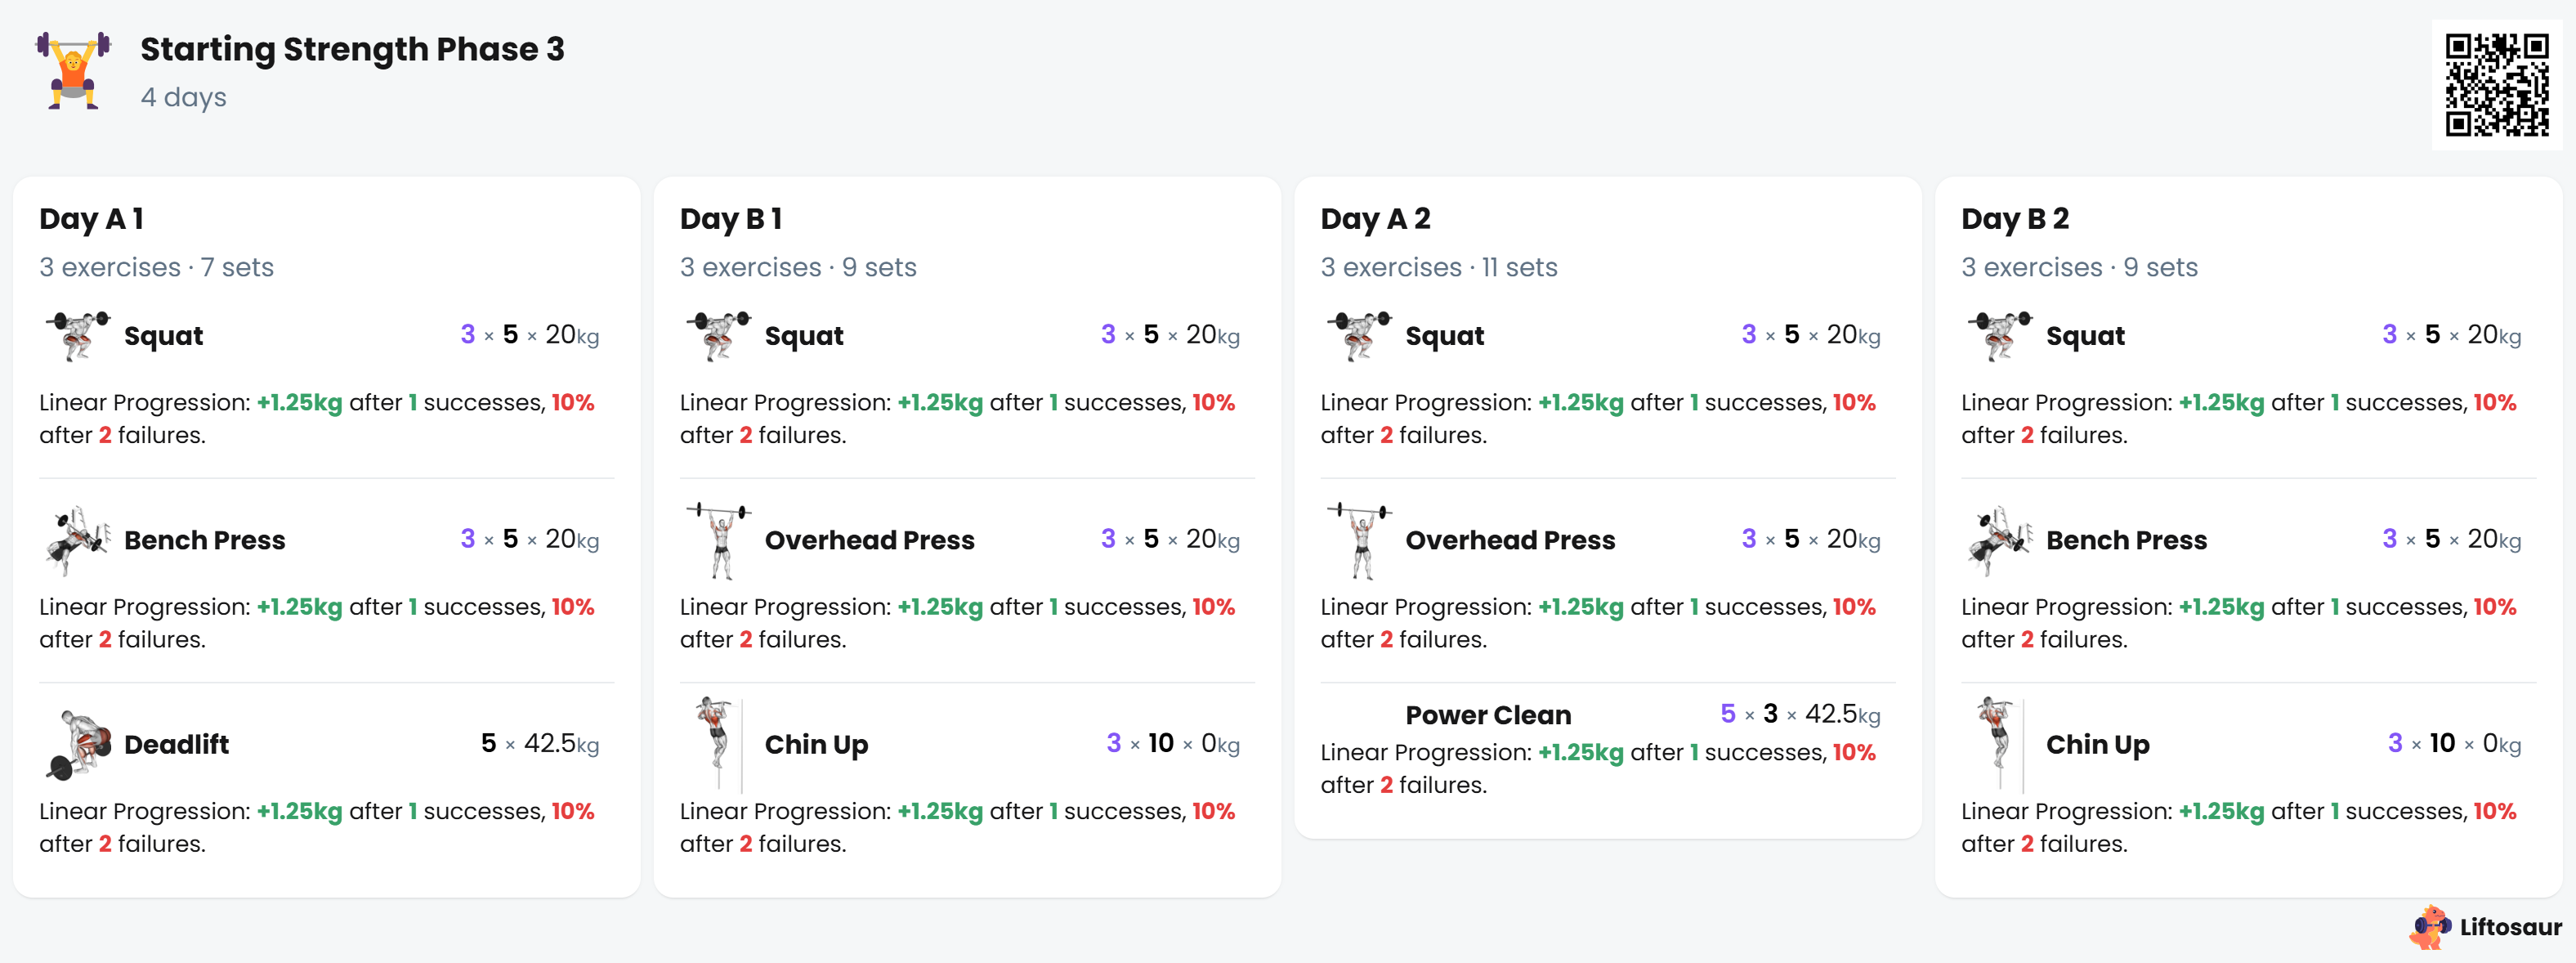 Starting Strength Phase 3
4 days
Day A 1
3 exercises · 7 sets
Squat 3 × 5 × 20kg
Linear Progression: +1.25kg after 1 successes, 10%
after 2 failures.
Bench Press 3 × 5 × 20kg
Linear Progression: +1.25kg after 1 successes, 10%
after 2 failures.
Deadlift 5 × 42.5kg
Linear Progression: +1.25kg after 1 successes, 10%
after 2 failures.
Day B 1
3 exercises · 9 sets
Squat 3 × 5 × 20kg
Linear Progression: +1.25kg after 1 successes, 10%
after 2 failures.
Overhead Press 3 × 5 × 20kg
Linear Progression: +1.25kg after 1 successes, 10%
after 2 failures.
Chin Up 3 × 10 × 0kg
Linear Progression: +1.25kg after 1 successes, 10%
after 2 failures.
Day A 2
3 exercises · 11 sets
Squat 3 × 5 × 20kg
Linear Progression: +1.25kg after 1 successes, 10%
after 2 failures.
Overhead Press 3 × 5 × 20kg
Linear Progression: +1.25kg after 1 successes, 10%
after 2 failures.
Power Clean 5 × 3 × 42.5kg
Linear Progression: +1.25kg after 1 successes, 10%
after 2 failures.
Day B 2
3 exercises · 9 sets
Squat 3 × 5 × 20kg
Linear Progression: +1.25kg after 1 successes, 10%
after 2 failures.
Bench Press 3 × 5 × 20kg
Linear Progression: +1.25kg after 1 successes, 10%
after 2 failures.
Chin Up 3 × 10 × 0kg
Linear Progression: +1.25kg after 1 successes, 10%
after 2 failures.
Liftosaur